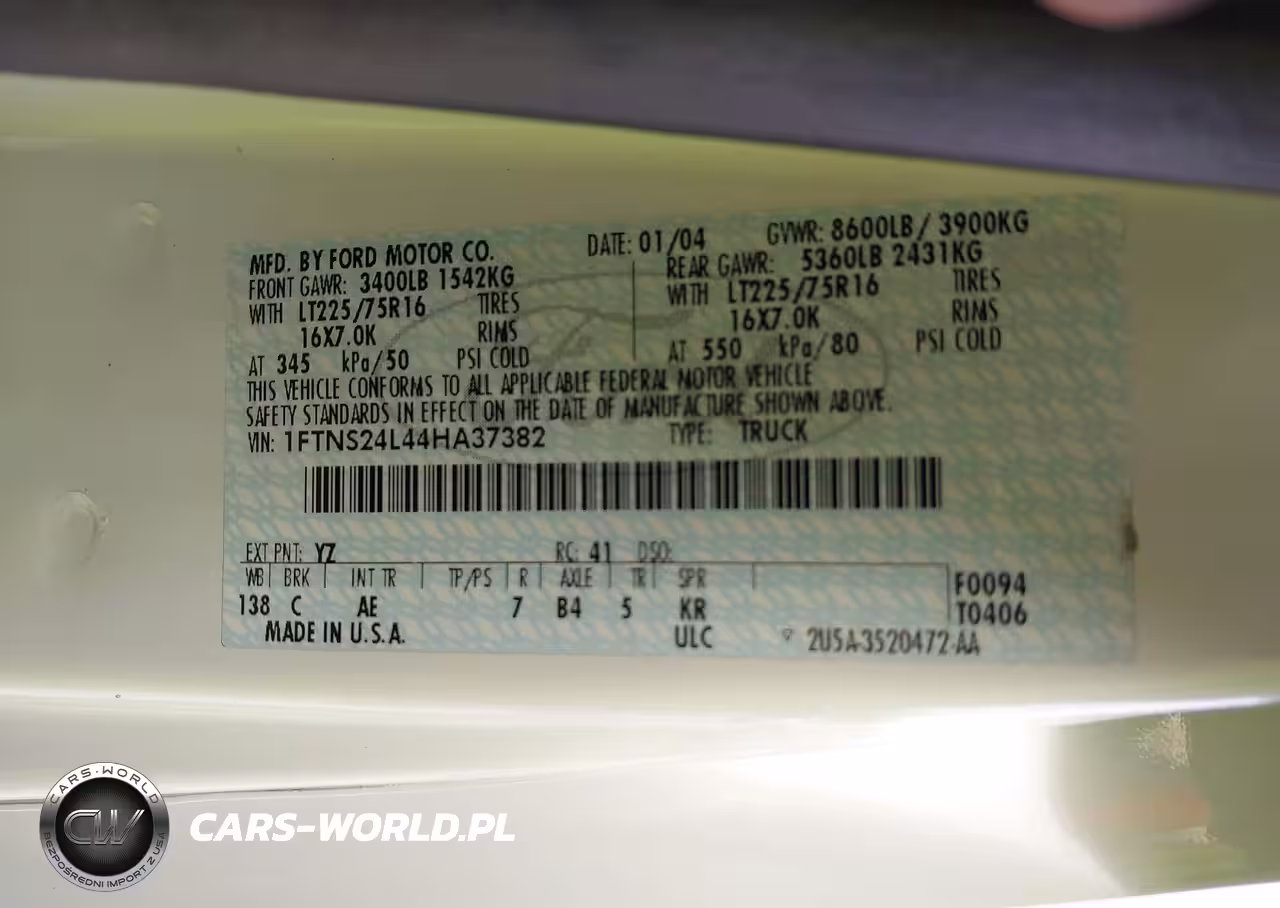 MFD. BY FORD MOTOR CO. DATE: 01/04 GVWR: 8600LB / 3900KG
FRONT GAWR: 3400LB 1542KG REAR GAWR: 5360LB 2431KG
WITH LT225/75R16 TIRES WITH LT225/75R16 TIRES
16X7.0K RIMS 16X7.0K RIMS
AT 345 kPa/50 PSI COLD AT 550 kPa/80 PSI COLD
THIS VEHICLE CONFORMS TO ALL APPLICABLE FEDERAL MOTOR VEHICLE
SAFETY STANDARDS IN EFFECT ON THE DATE OF MANUFACTURE SHOWN ABOVE.
VIN: 1FTNS24L44HA37382 TYPE: TRUCK
EXT PNT: YZ RC: 41 DSO:
WB BRK INT TR TP/PS R AXLE TR SPR F0094
138 C AE 7 B4 5 KR T0406
MADE IN U.S.A. ULC ▽ 2U5A-3520472-AA
CARS-WORLD
CW
BEZPOŚREDNI IMPORT Z USA
CARS-WORLD.PL